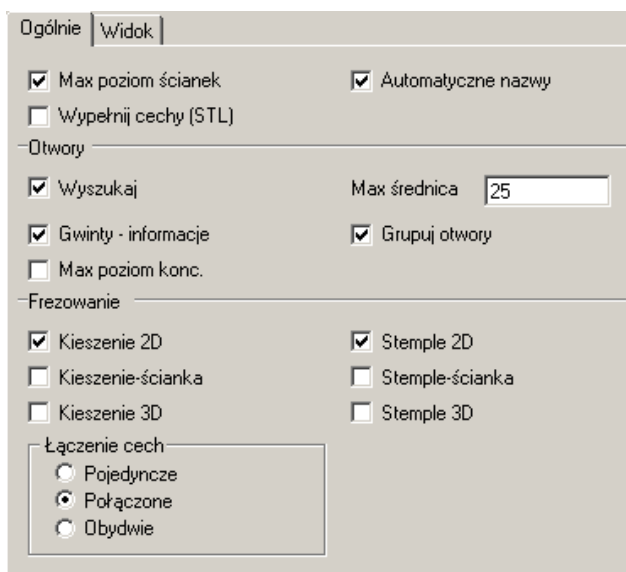 Ogólnie Widok
Max poziom ścianek Automatyczne nazwy
Wypełnij cechy (STL)
Otwory
Wyszukaj Max średnica 25
Gwinty - informacje Grupuj otwory
Max poziom konc.
Frezowanie
Kieszenie 2D Stemple 2D
Kieszenie-ścianka Stemple-ścianka
Kieszenie 3D Stemple 3D
Łączenie cech
Pojedyncze
Połączone
Obydwie